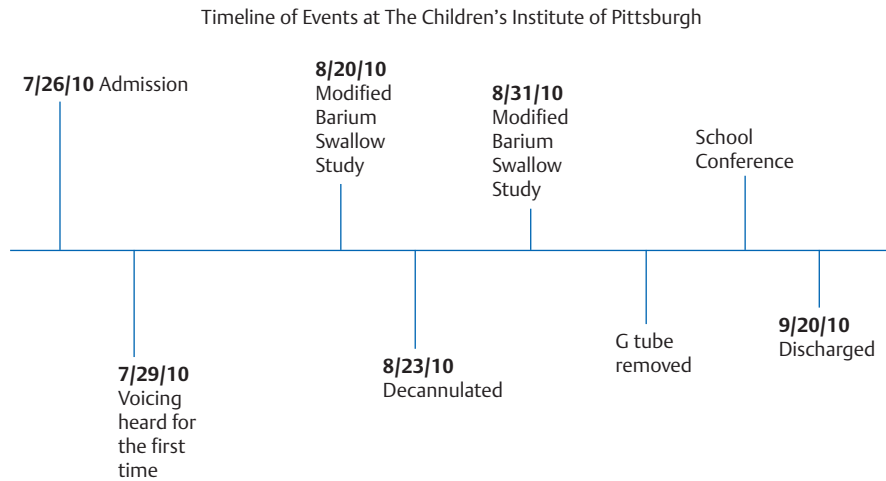 Timeline of Events at The Children’s Institute of Pittsburgh
7/26/10 Admission
7/29/10
Voicing
heard for
the first
time
8/20/10
Modified
Barium
Swallow
Study
8/23/10
Decannulated
8/31/10
Modified
Barium
Swallow
Study
G tube
removed
School
Conference
9/20/10
Discharged